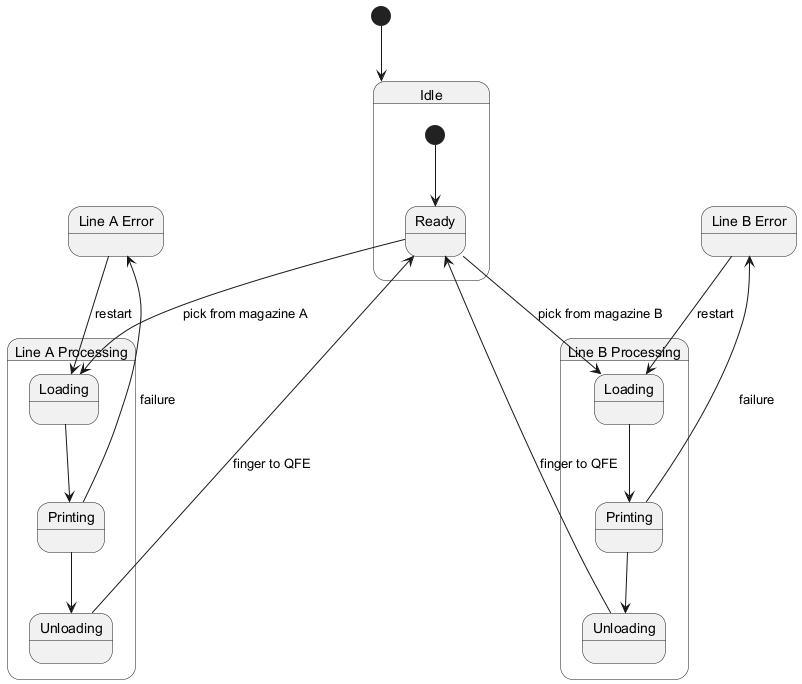 Idle
Line A Error
Ready
Line B Error
restart
pick from magazine A
pick from magazine B
restart
Line A Processing
Line B Processing
Loading
Loading
failure
failure
finger to QFE
finger to QFE
Printing
Printing
Unloading
Unloading